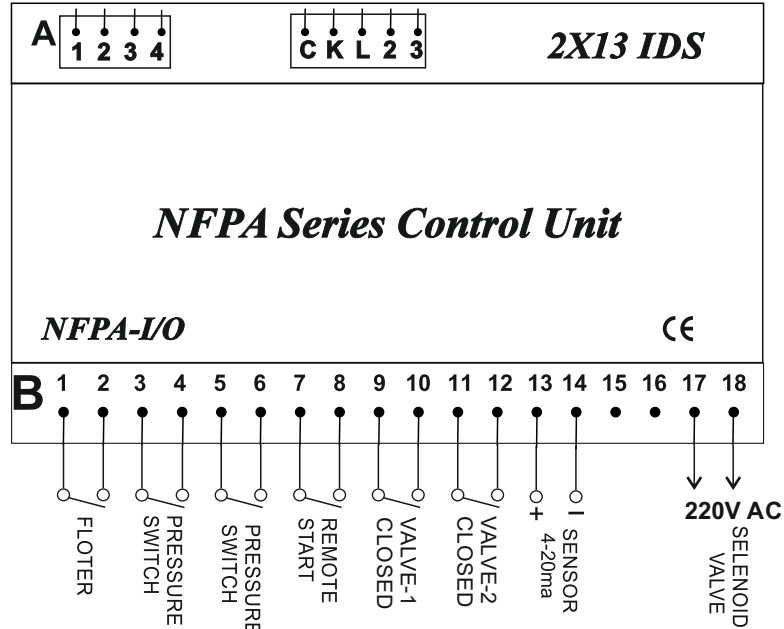 A
1 2 3 4
C K L 2 3
2X13 IDS
NFPA Series Control Unit
NFPA-I/O
CE
B
1 2 3 4 5 6 7 8 9 10 11 12 13 14 15 16 17 18
FLOTER
PRESSURE
SWITCH
PRESSURE
SWITCH
REMOTE
START
VALVE-1
CLOSED
VALVE-2
CLOSED
+ -
SENSOR
4-20ma
220V AC
SELENOID
VALVE